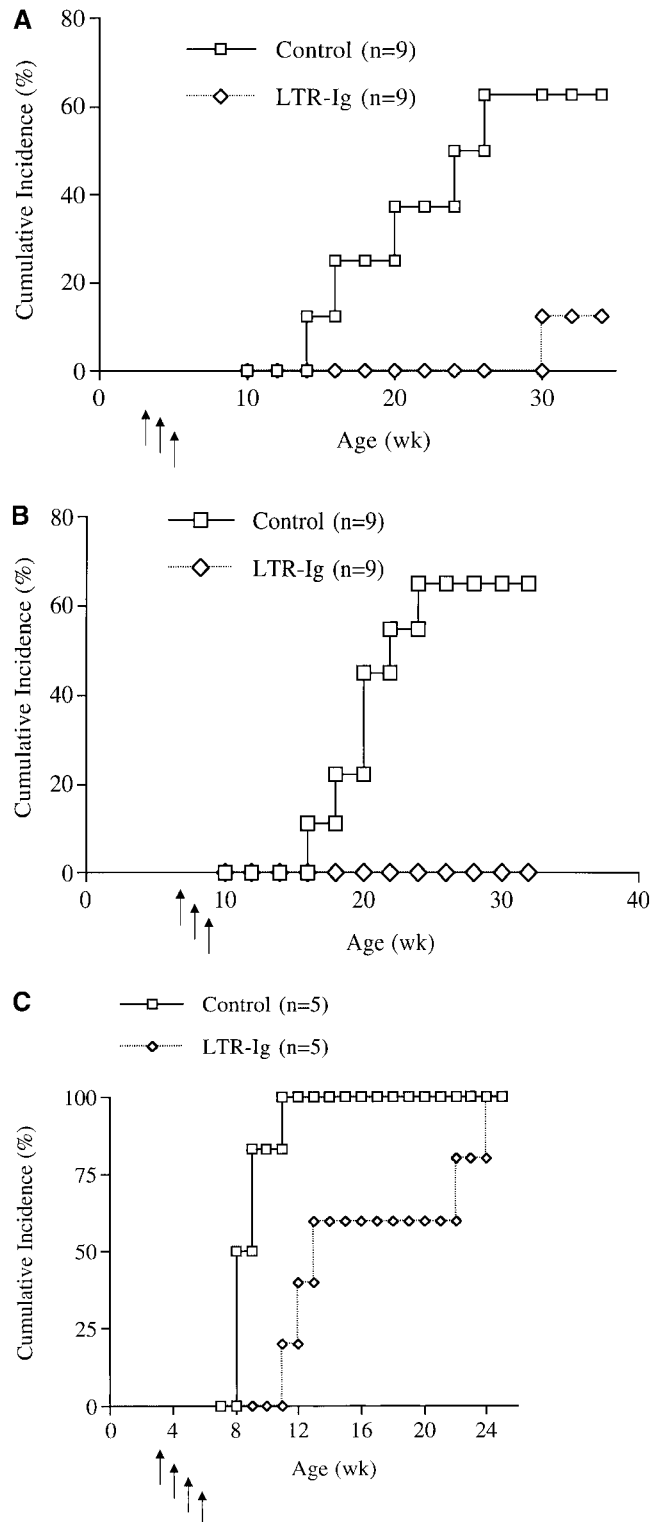 A
80
60
40
20
0
Cumulative Incidence (%)
Control (n=9)
LTR-Ig (n=9)
0 10 20 30
Age (wk)
B
80
60
40
20
0
Cumulative Incidence (%)
Control (n=9)
LTR-Ig (n=9)
0 10 20 30 40
Age (wk)
C
Control (n=5)
LTR-Ig (n=5)
100
75
50
25
0
Cumulative Incidence (%)
0 4 8 12 16 20 24
Age (wk)